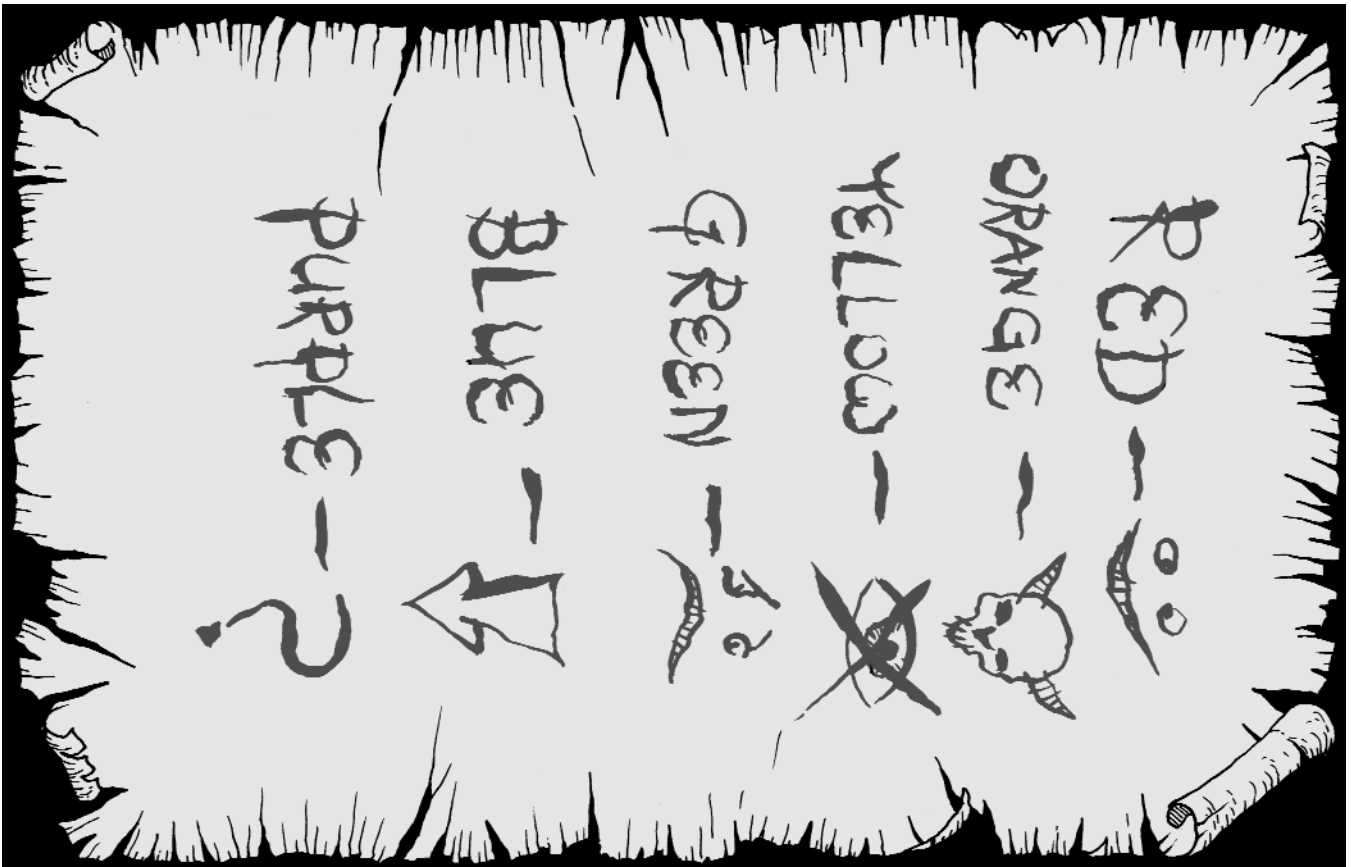 RED -
ORANGE -
YELLOW -
GREEN -
BLUE -
PURPLE - ?